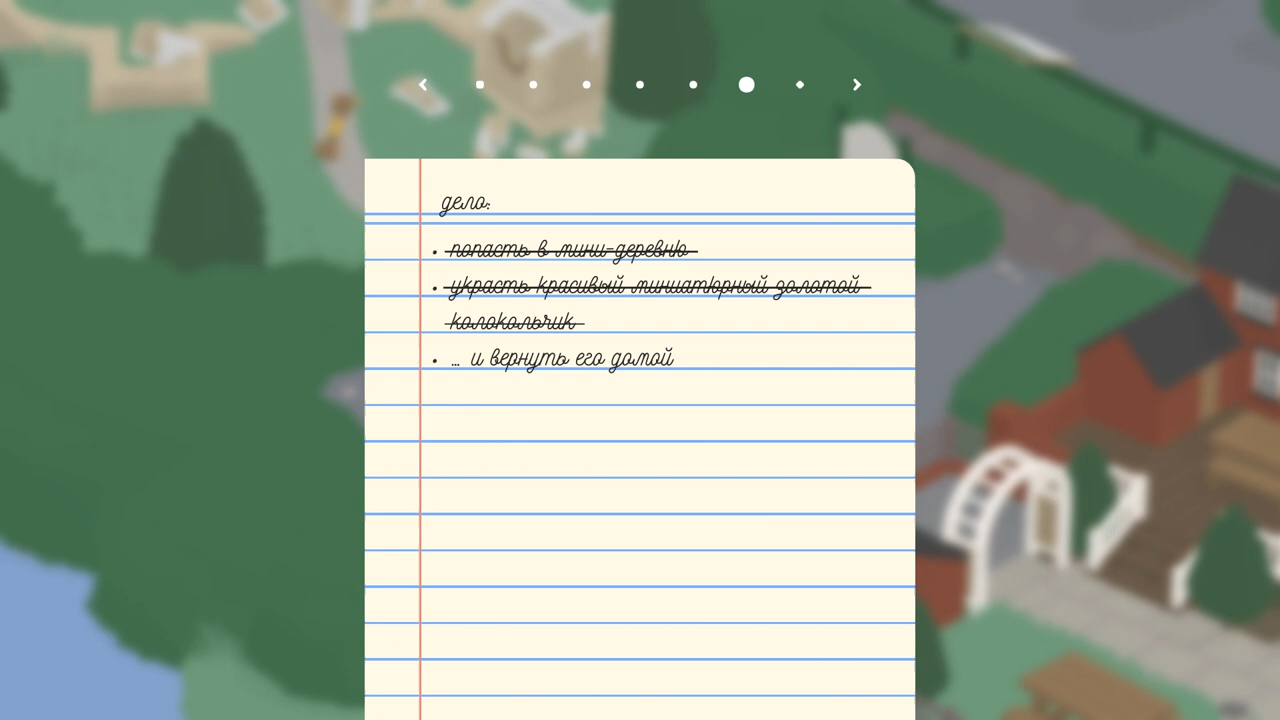 дело:
• попасть в мини-деревню
• украсть красивый миниатюрный золотой
колокольчик
• ... и вернуть его домой